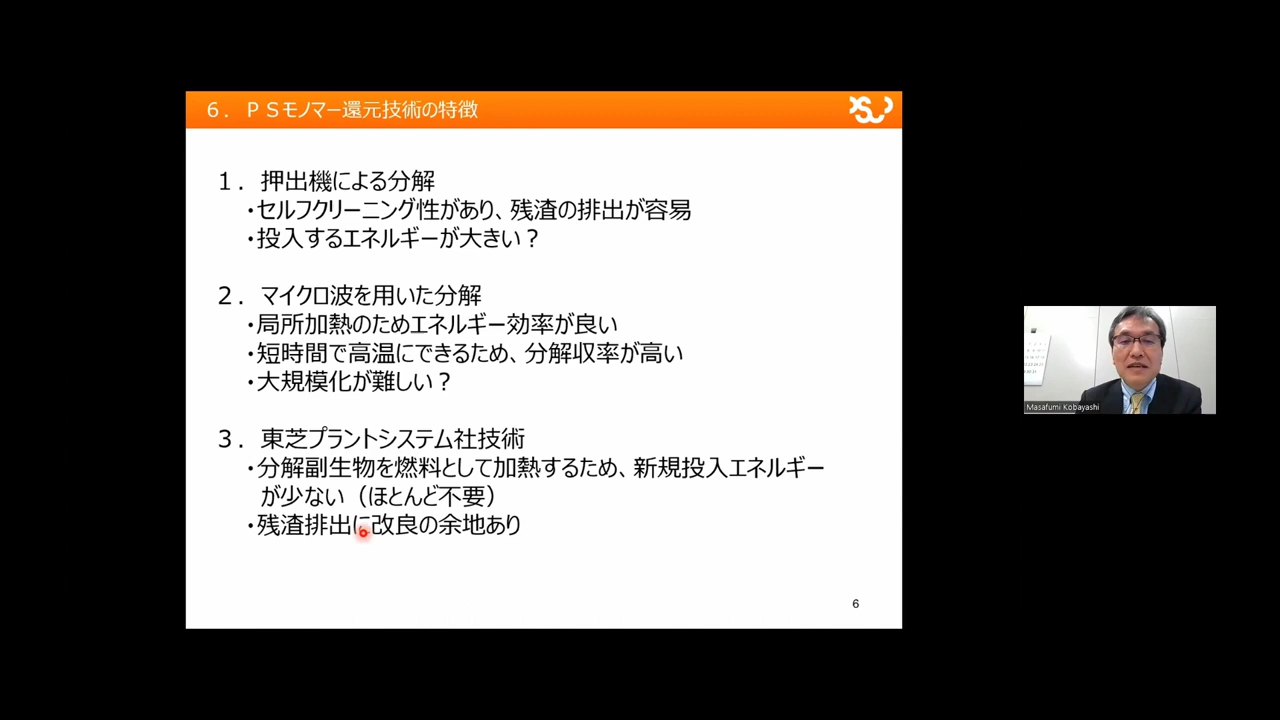 ６．ＰＳモノマー還元技術の特徴
１．押出機による分解
・セルフクリーニング性があり、残渣の排出が容易
・投入するエネルギーが大きい？
２．マイクロ波を用いた分解
・局所加熱のためエネルギー効率が良い
・短時間で高温にできるため、分解収率が高い
・大規模化が難しい？
３．東芝プラントシステム社技術
・分解副生物を燃料として加熱するため、新規投入エネルギー
が少ない（ほとんど不要）
・残渣排出に改良の余地あり
6
Masafumi Kobayashi